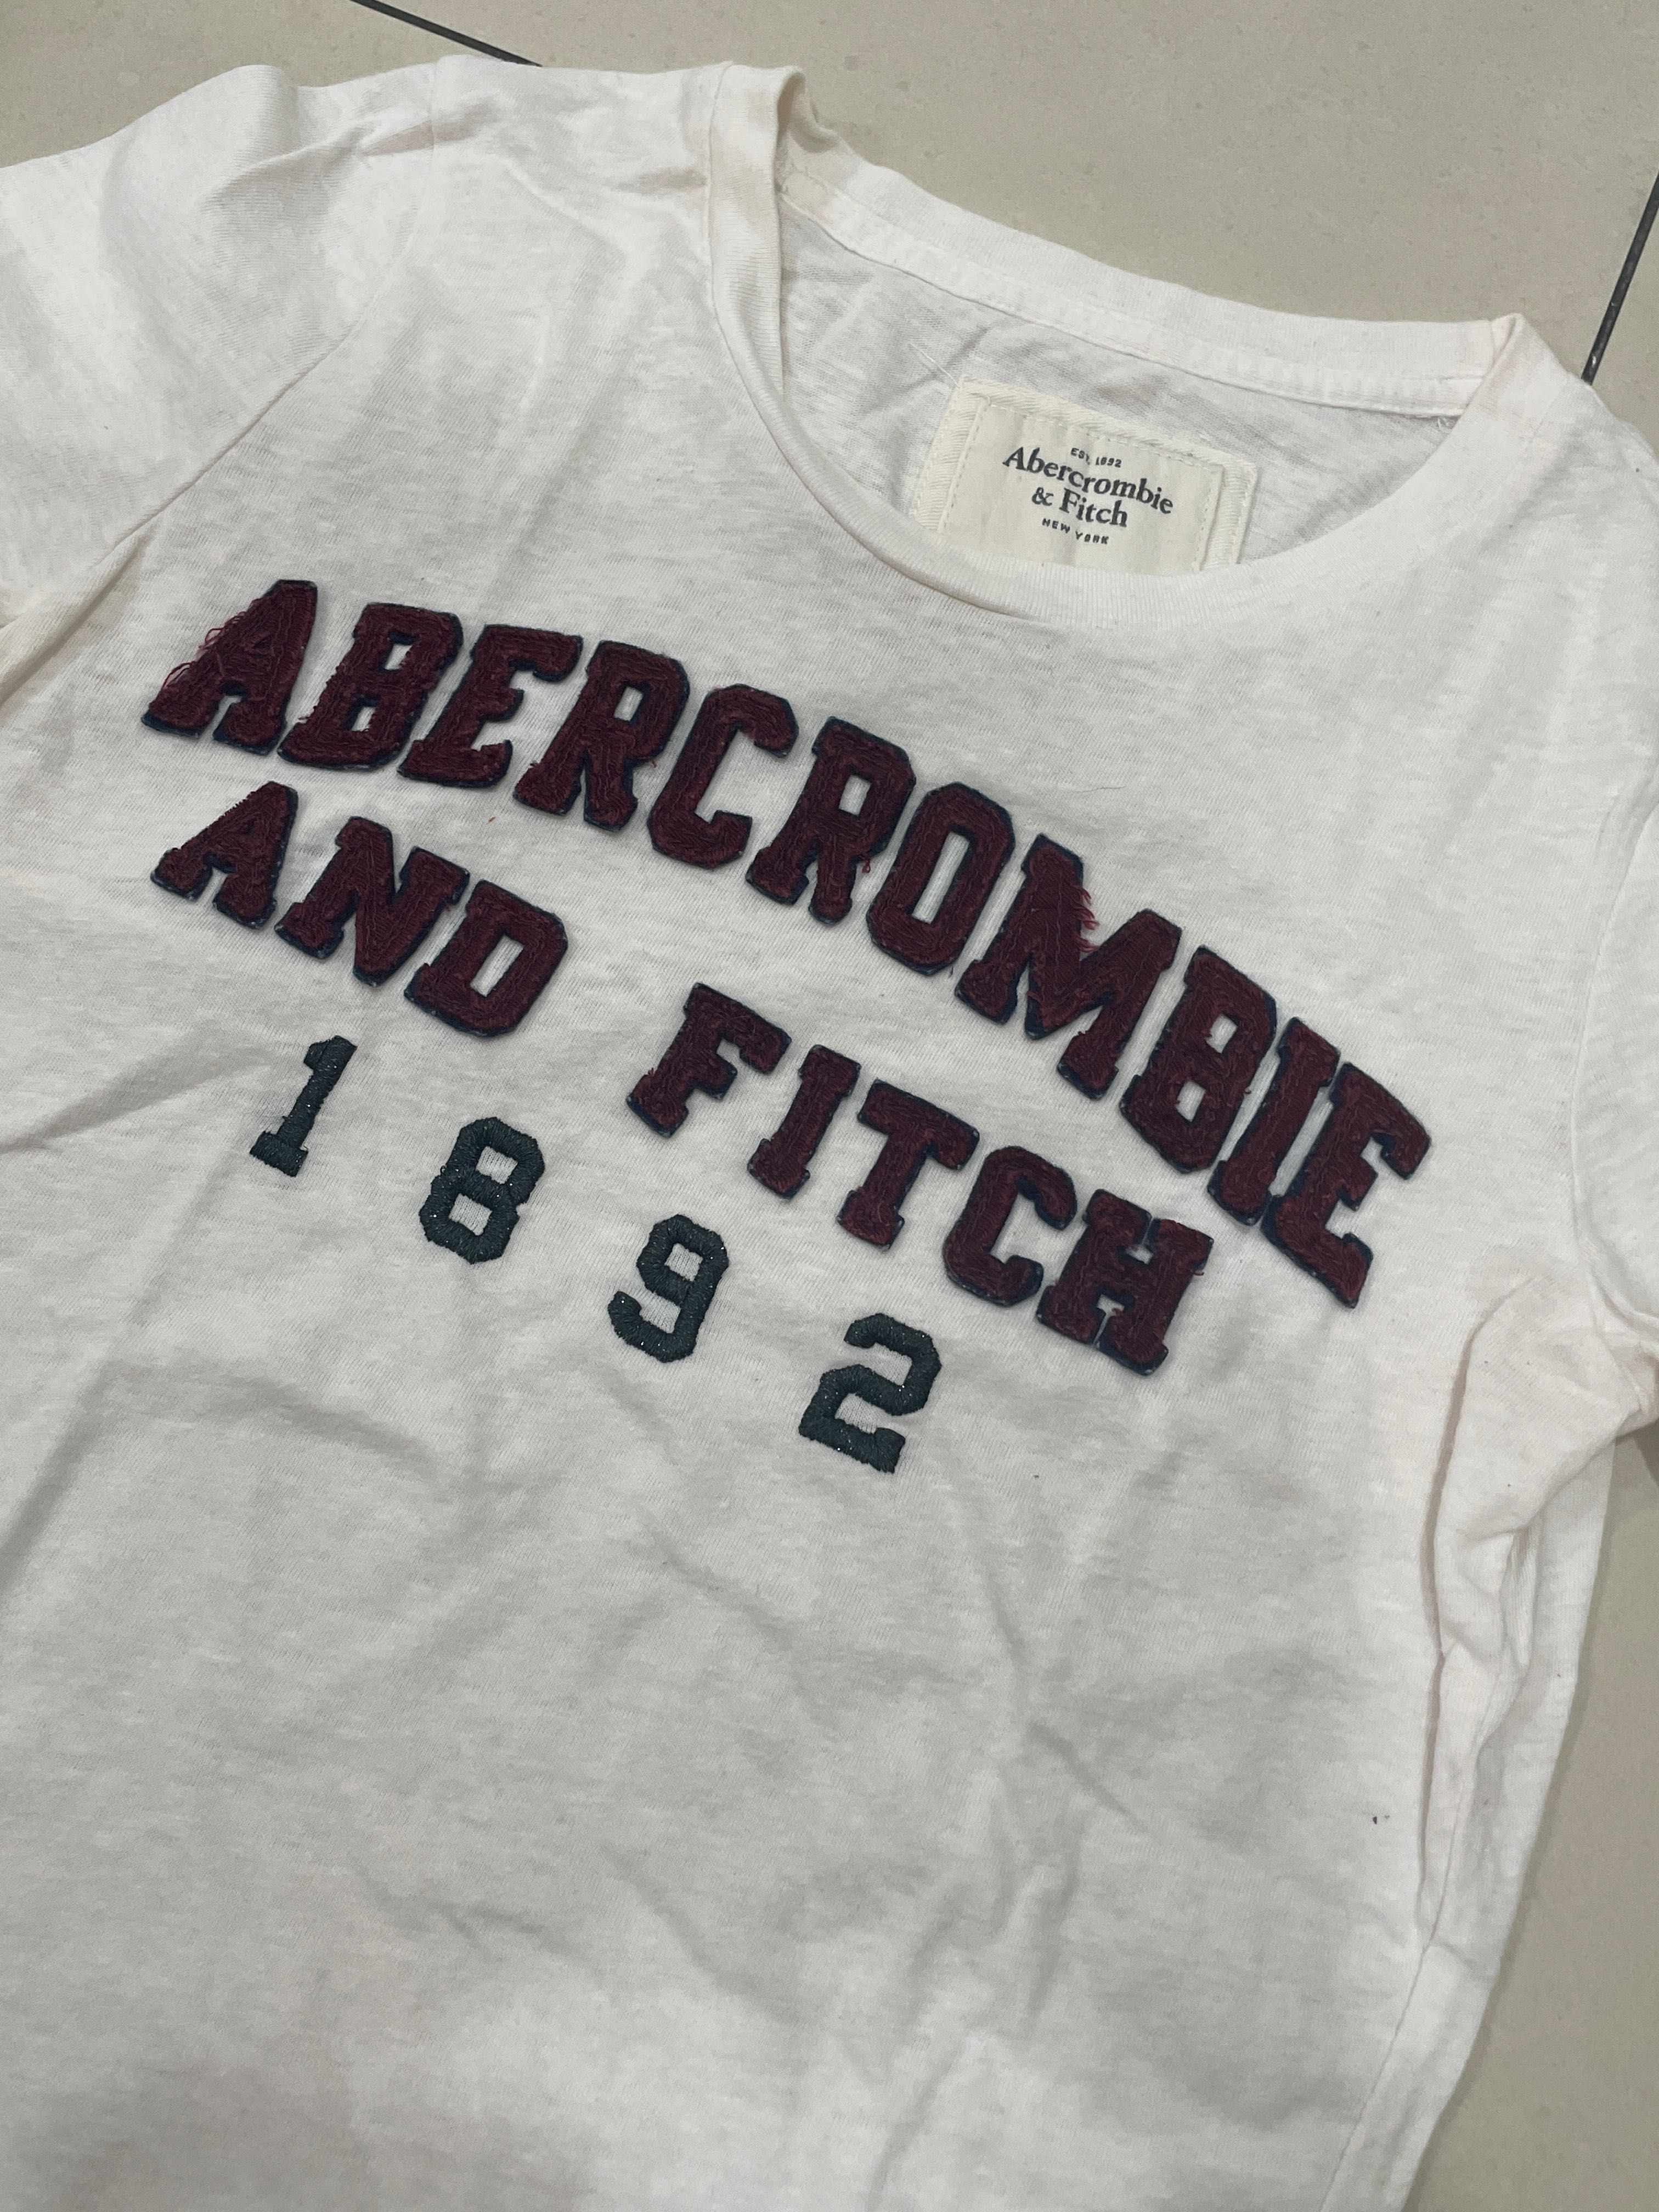 EST. 1892
Abercrombie
& Fitch
NEW YORK
ABERCROMBIE
AND FITCH
1892